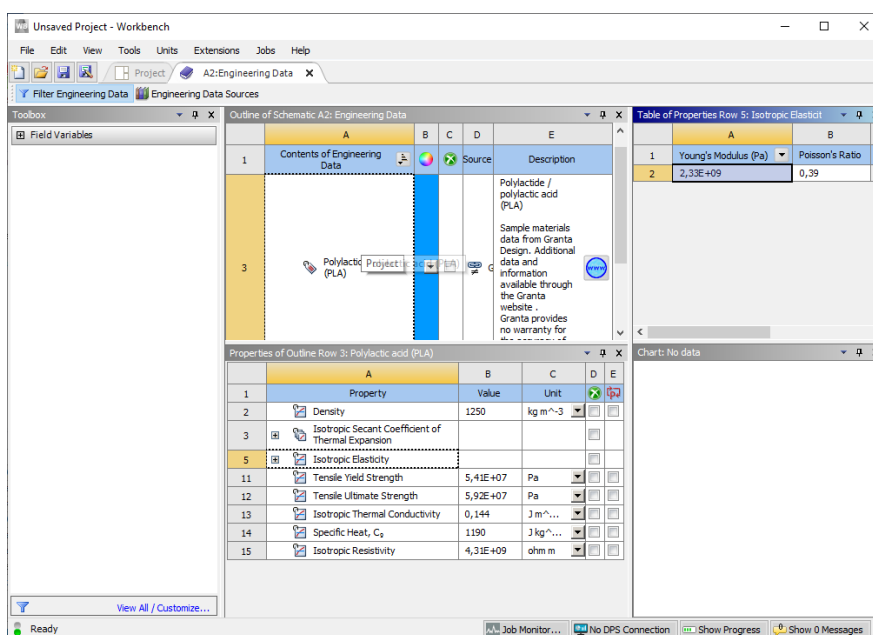 Unsaved Project - Workbench
File Edit View Tools Units Extensions Jobs Help
Project A2:Engineering Data
Filter Engineering Data Engineering Data Sources
Toolbox
Field Variables
View All / Customize...
Outline of Schematic A2: Engineering Data
A B C D E
1 Contents of Engineering Data Source Description
3 Polylactic (PLA) Project
Polylactide /
polylactic acid
(PLA)
Sample materials
data from Granta
Design. Additional
data and
information
available through
the Granta
website .
Granta provides
no warranty for
www
Table of Properties Row 5: Isotropic Elasticit
A B
1 Young's Modulus (Pa) Poisson's Ratio
2 2,33E+09 0,39
Properties of Outline Row 3: Polylactic acid (PLA)
A B C D E
1 Property Value Unit
2 Density 1250 kg m^-3
3 Isotropic Secant Coefficient of
Thermal Expansion
5 Isotropic Elasticity
11 Tensile Yield Strength 5,41E+07 Pa
12 Tensile Ultimate Strength 5,92E+07 Pa
13 Isotropic Thermal Conductivity 0,144 J m^...
14 Specific Heat, Cₚ 1190 J kg^...
15 Isotropic Resistivity 4,31E+09 ohm m
Chart: No data
Ready Job Monitor... No DPS Connection Show Progress Show 0 Messages